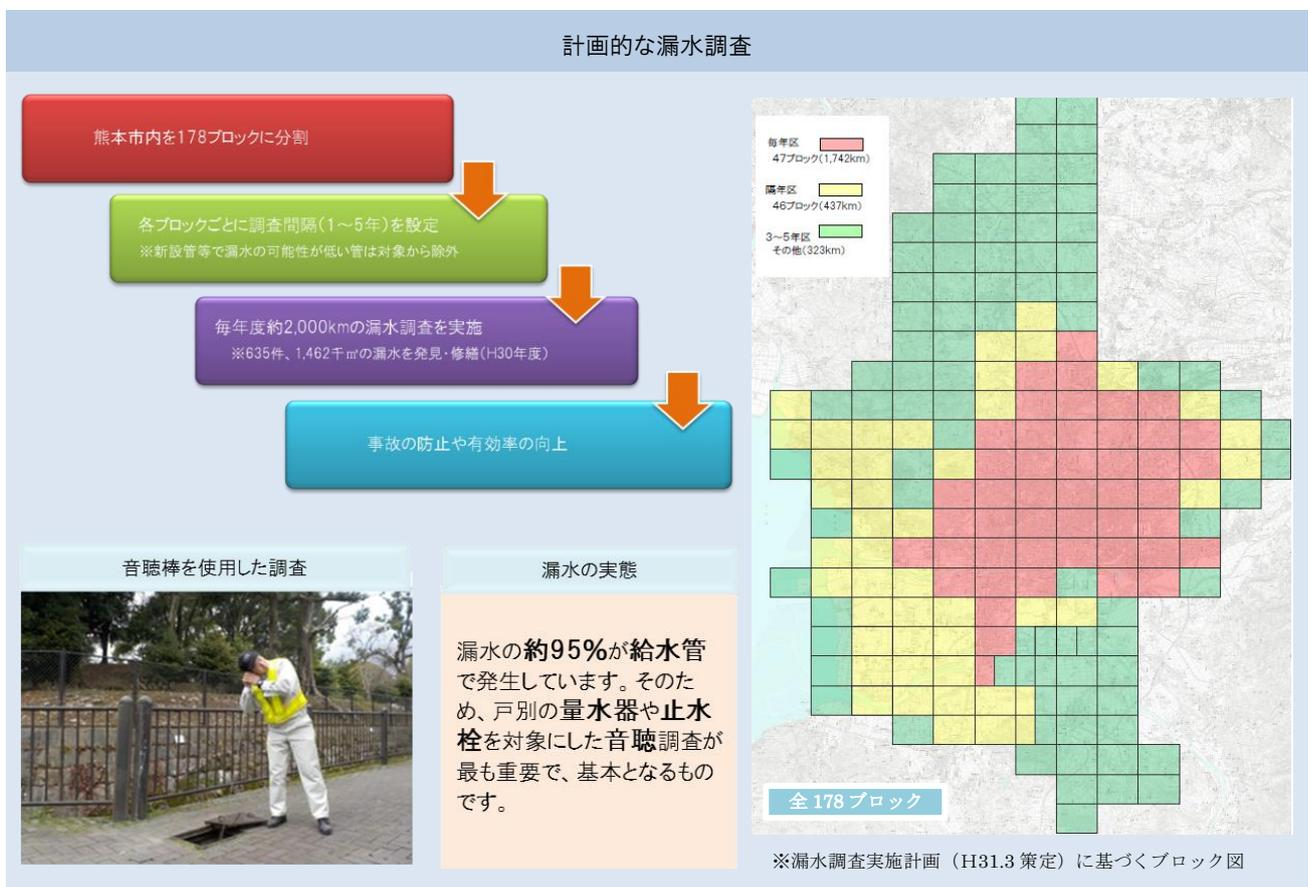 計画的な漏水調査
熊本市内を178ブロックに分割
各ブロックごとに調査間隔(1～5年)を設定
※新設管等で漏水の可能性が低い管は対象から除外
毎年度約2,000kmの漏水調査を実施
※635件、1,462千㎥の漏水を発見・修繕(H30年度)
事故の防止や有効率の向上
音聴棒を使用した調査
漏水の実態
漏水の約95%が給水管
で発生しています。そのた
め、戸別の量水器や止水
栓を対象にした音聴調査が
最も重要で、基本となるもの
です。
毎年区
47ブロック(1,742km)
隔年区
46ブロック(437km)
3～5年区
その他(323km)
全178ブロック
※漏水調査実施計画（H31.3策定）に基づくブロック図